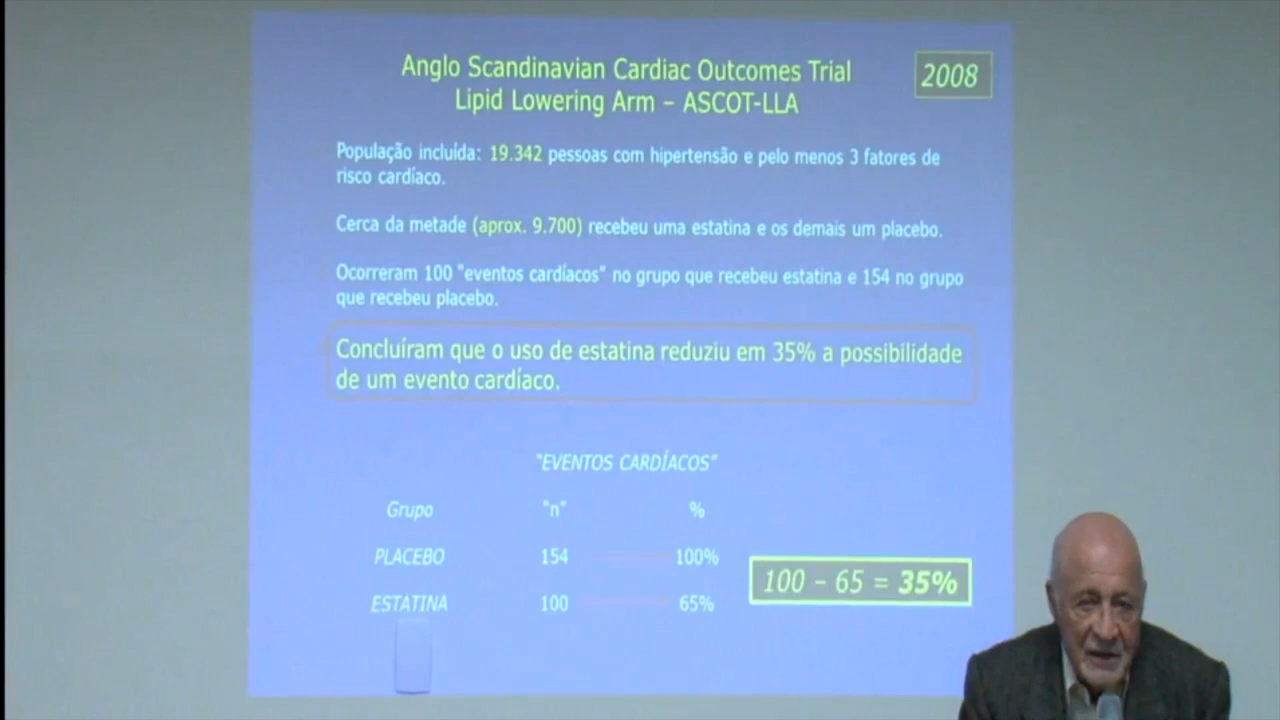 Anglo Scandinavian Cardiac Outcomes Trial
2008
Lipid Lowering Arm – ASCOT-LLA
População incluída: 19.342 pessoas com hipertensão e pelo menos 3 fatores de
risco cardíaco.
Cerca da metade (aprox. 9.700) recebeu uma estatina e os demais um placebo.
Ocorreram 100 "eventos cardíacos" no grupo que recebeu estatina e 154 no grupo
que recebeu placebo.
Concluíram que o uso de estatina reduziu em 35% a possibilidade
de um evento cardíaco.
"EVENTOS CARDÍACOS"
Grupo "n" %
PLACEBO 154 100%
ESTATINA 100 65%
100 – 65 = 35%